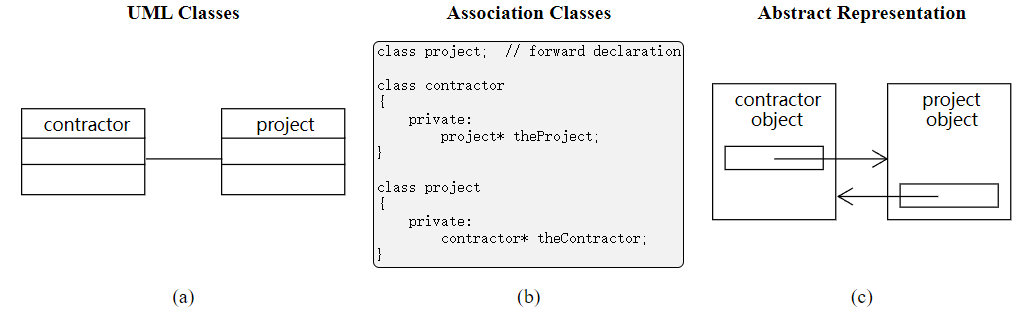 UML Classes
Association Classes
Abstract Representation
contractor
project
class project;  // forward declaration
class contractor
{
    private:
        project* theProject;
}
class project
{
    private:
        contractor* theContractor;
}
contractor
object
project
object
(a)
(b)
(c)